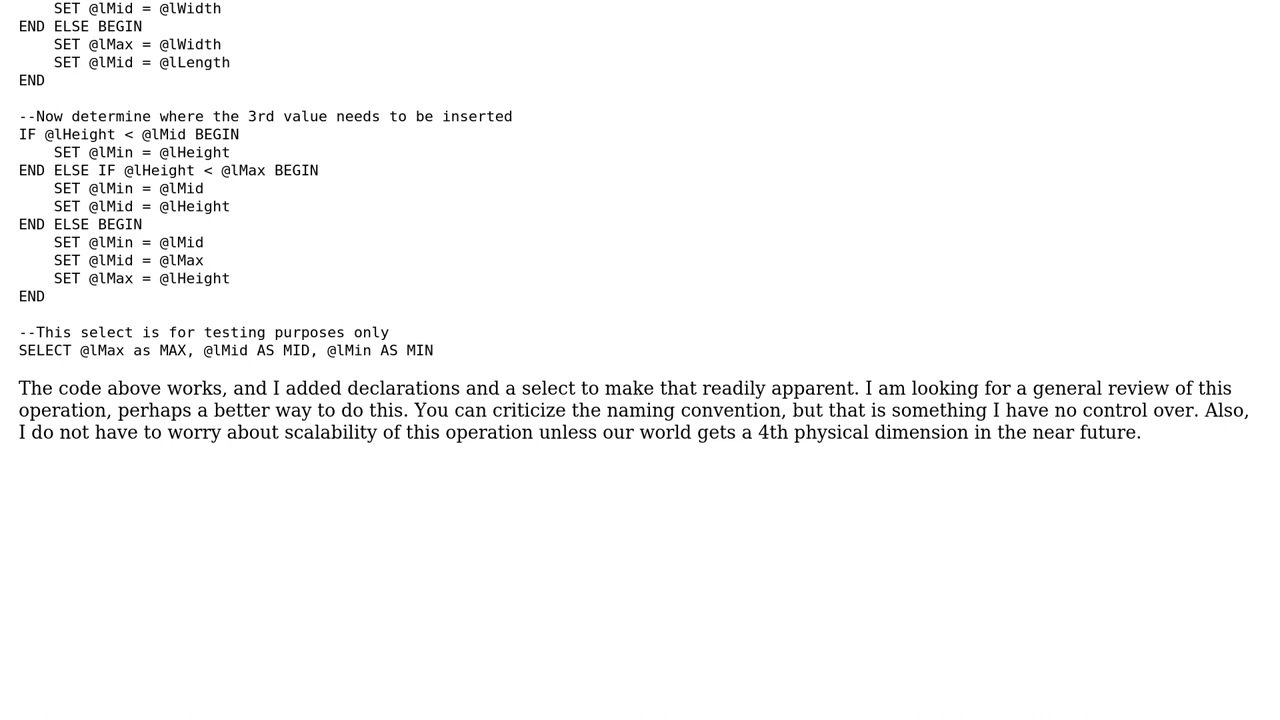 SET @lMid = @lWidth
END ELSE BEGIN
SET @lMax = @lWidth
SET @lMid = @lLength
END
--Now determine where the 3rd value needs to be inserted
IF @lHeight < @lMid BEGIN
SET @lMin = @lHeight
END ELSE IF @lHeight < @lMax BEGIN
SET @lMin = @lMid
SET @lMid = @lHeight
END ELSE BEGIN
SET @lMin = @lMid
SET @lMid = @lMax
SET @lMax = @lHeight
END
--This select is for testing purposes only
SELECT @lMax as MAX, @lMid AS MID, @lMin AS MIN
The code above works, and I added declarations and a select to make that readily apparent. I am looking for a general review of this
operation, perhaps a better way to do this. You can criticize the naming convention, but that is something I have no control over. Also,
I do not have to worry about scalability of this operation unless our world gets a 4th physical dimension in the near future.